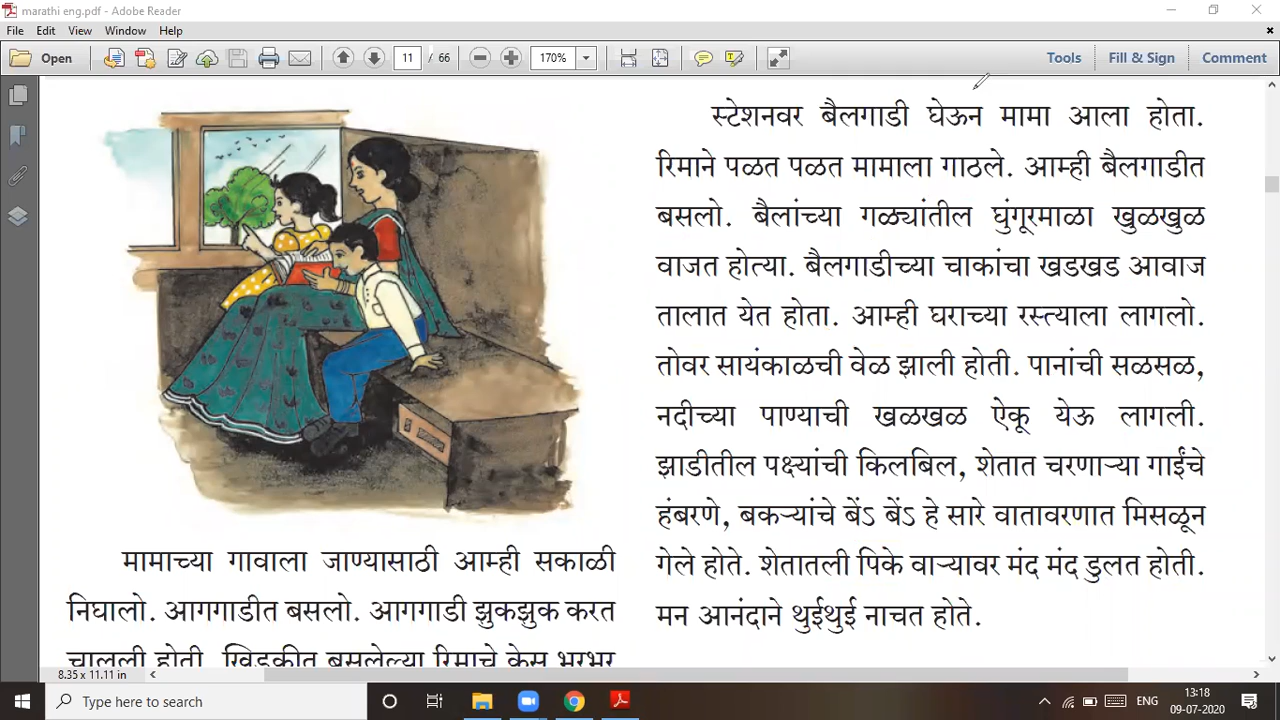 marathi eng.pdf - Adobe Reader
File Edit View Window Help
Open 11 / 66 170% Tools Fill & Sign Comment
मामाच्या गावाला जाण्यासाठी आम्ही सकाळी
निघालो. आगगाडीत बसलो. आगगाडी झुकझुक करत
चालली होती. खिडकीत बसलेल्या रिमाचे केस भुरभुर
स्टेशनवर बैलगाडी घेऊन मामा आला होता.
रिमाने पळत पळत मामाला गाठले. आम्ही बैलगाडीत
बसलो. बैलांच्या गळ्यांतील घुंगूरमाळा खुळखुळ
वाजत होत्या. बैलगाडीच्या चाकांचा खडखड आवाज
तालात येत होता. आम्ही घराच्या रस्त्याला लागलो.
तोवर सायंकाळची वेळ झाली होती. पानांची सळसळ,
नदीच्या पाण्याची खळखळ ऐकू येऊ लागली.
झाडीतील पक्ष्यांची किलबिल, शेतात चरणाऱ्या गाईंचे
हंबरणे, बकऱ्यांचे बेंऽ बेंऽ हे सारे वातावरणात मिसळून
गेले होते. शेतातली पिके वाऱ्यावर मंद मंद डुलत होती.
मन आनंदाने थुईथुई नाचत होते.
8.35 x 11.11 in
Type here to search
ENG
13:18
09-07-2020